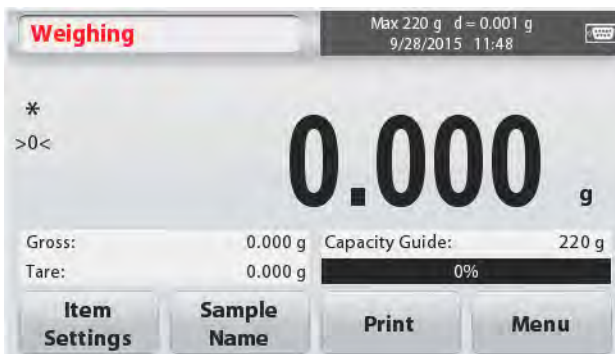 Weighing
Max 220 g d = 0.001 g
9/28/2015 11:48
*
>0<
0.000 g
Gross: 0.000 g
Tare: 0.000 g
Capacity Guide: 220 g
0%
Item
Settings
Sample
Name
Print
Menu